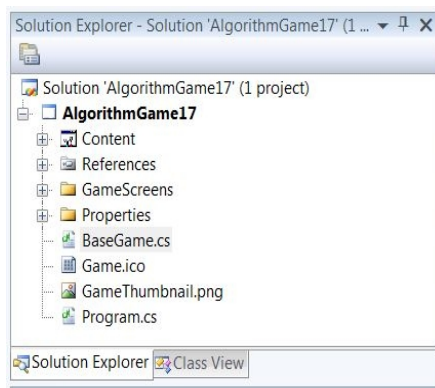 Solution Explorer - Solution 'AlgorithmGame17' (1 ...
Solution 'AlgorithmGame17' (1 project)
AlgorithmGame17
Content
References
GameScreens
Properties
BaseGame.cs
Game.ico
GameThumbnail.png
Program.cs
Solution Explorer Class View